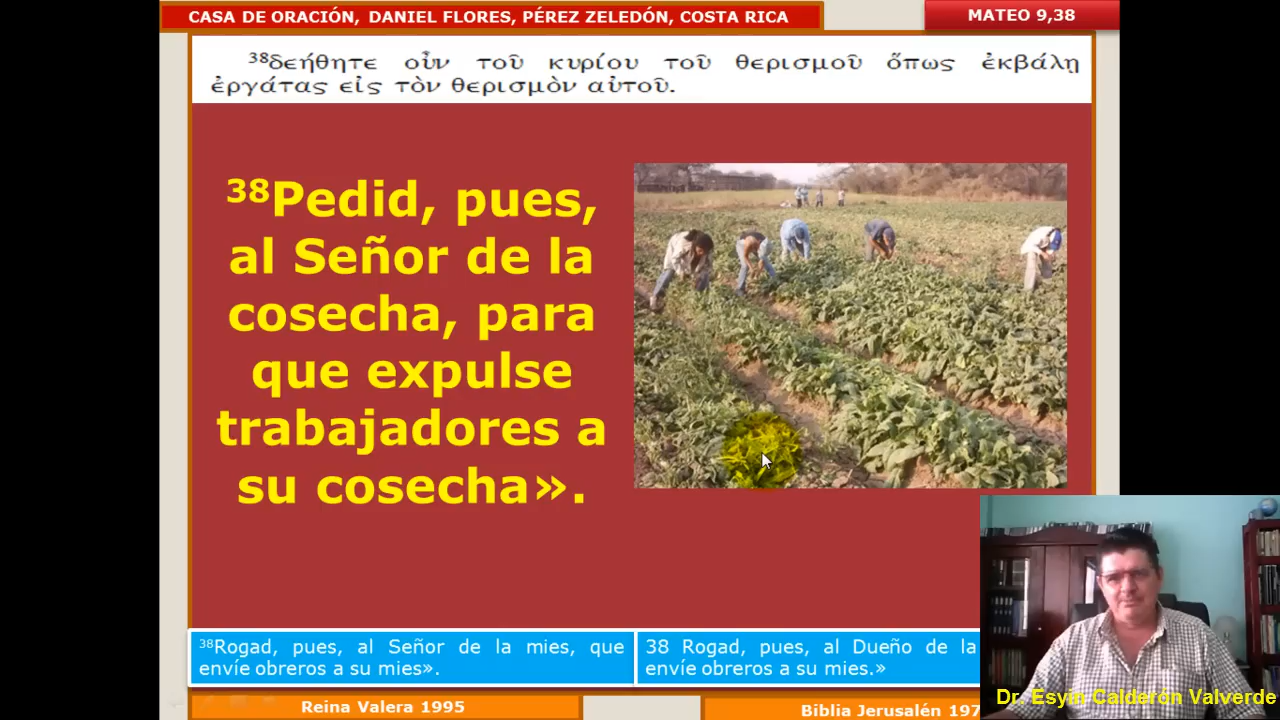 CASA DE ORACIÓN, DANIEL FLORES, PÉREZ ZELEDÓN, COSTA RICA
MATEO 9,38
³⁸δεήθητε οὖν τοῦ κυρίου τοῦ θερισμοῦ ὅπως ἐκβάλῃ
ἐργάτας εἰς τὸν θερισμὸν αὐτοῦ.
³⁸Pedid, pues,
al Señor de la
cosecha, para
que expulse
trabajadores a
su cosecha».
³⁸Rogad, pues, al Señor de la mies, que
envíe obreros a su mies».
38 Rogad, pues, al Dueño de la
envíe obreros a su mies.»
Reina Valera 1995
Biblia Jerusalén 197
Dr. Esyin Calderón Valverde